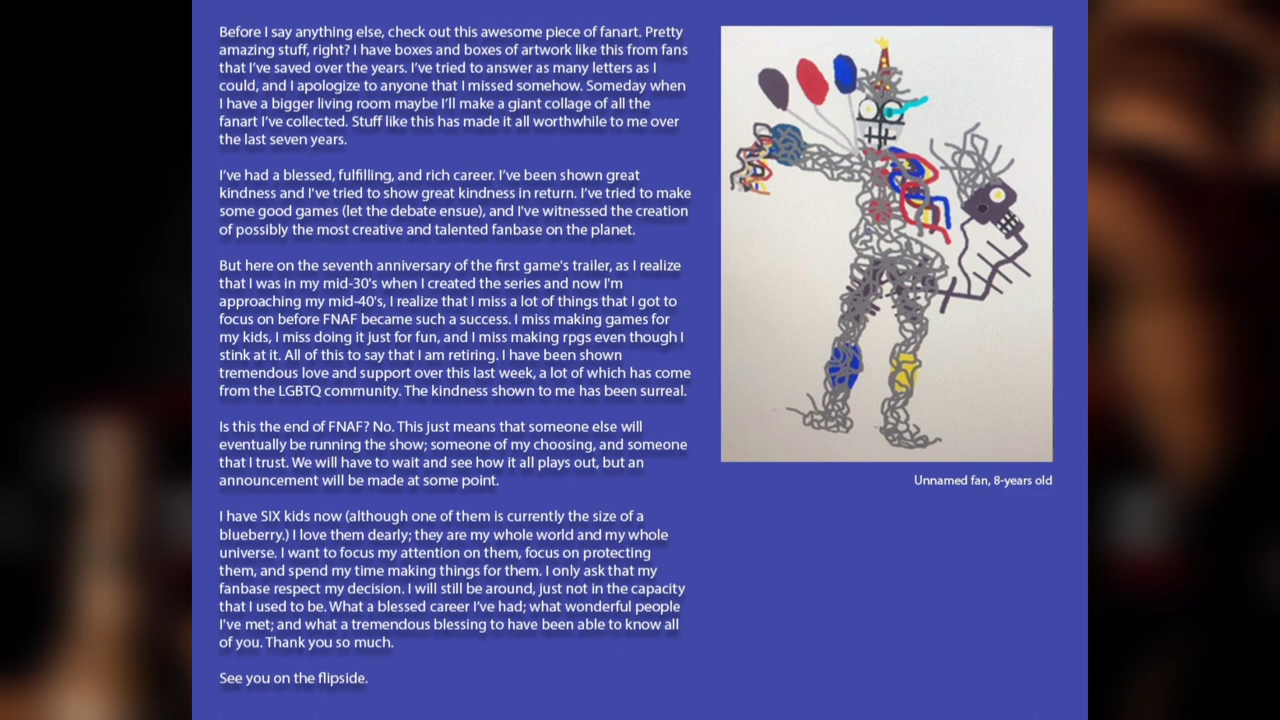 Before I say anything else, check out this awesome piece of fanart. Pretty
amazing stuff, right? I have boxes and boxes of artwork like this from fans
that I've saved over the years. I've tried to answer as many letters as I
could, and I apologize to anyone that I missed somehow. Someday when
I have a bigger living room maybe I'll make a giant collage of all the
fanart I've collected. Stuff like this has made it all worthwhile to me over
the last seven years.
I've had a blessed, fulfilling, and rich career. I've been shown great
kindness and I've tried to show great kindness in return. I've tried to make
some good games (let the debate ensue), and I've witnessed the creation
of possibly the most creative and talented fanbase on the planet.
But here on the seventh anniversary of the first game's trailer, as I realize
that I was in my mid-30's when I created the series and now I'm
approaching my mid-40's, I realize that I miss a lot of things that I got to
focus on before FNAF became such a success. I miss making games for
my kids, I miss doing it just for fun, and I miss making rpgs even though I
stink at it. All of this to say that I am retiring. I have been shown
tremendous love and support over this last week, a lot of which has come
from the LGBTQ community. The kindness shown to me has been surreal.
Is this the end of FNAF? No. This just means that someone else will
eventually be running the show; someone of my choosing, and someone
that I trust. We will have to wait and see how it all plays out, but an
announcement will be made at some point.
I have SIX kids now (although one of them is currently the size of a
blueberry.) I love them dearly; they are my whole world and my whole
universe. I want to focus my attention on them, focus on protecting
them, and spend my time making things for them. I only ask that my
fanbase respect my decision. I will still be around, just not in the capacity
that I used to be. What a blessed career I've had; what wonderful people
I've met; and what a tremendous blessing to have been able to know all
of you. Thank you so much.
See you on the flipside.
Unnamed fan, 8-years old